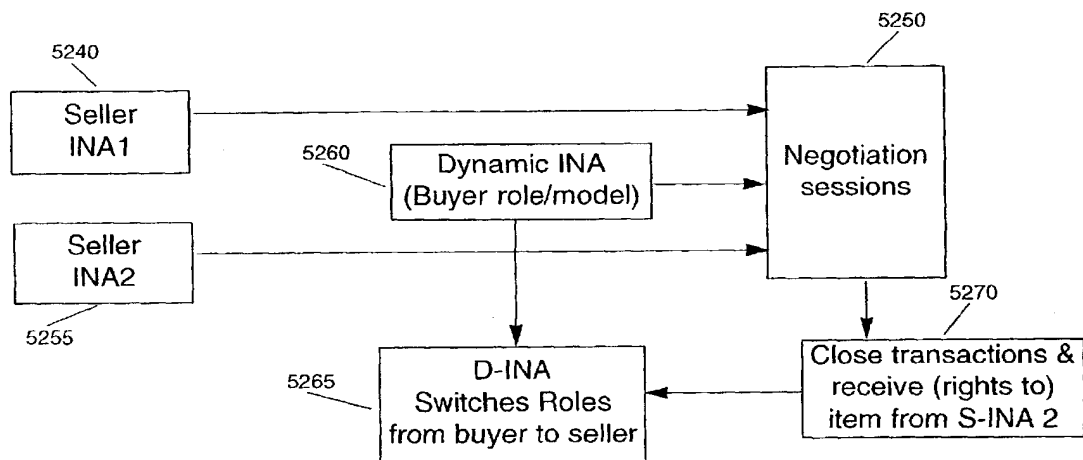 5240
Seller
INA1
5250
Negotiation
sessions
5260
Dynamic INA
(Buyer role/model)
Seller
INA2
5255
5265
D-INA
Switches Roles
from buyer to seller
5270
Close transactions &
receive (rights to)
item from S-INA 2